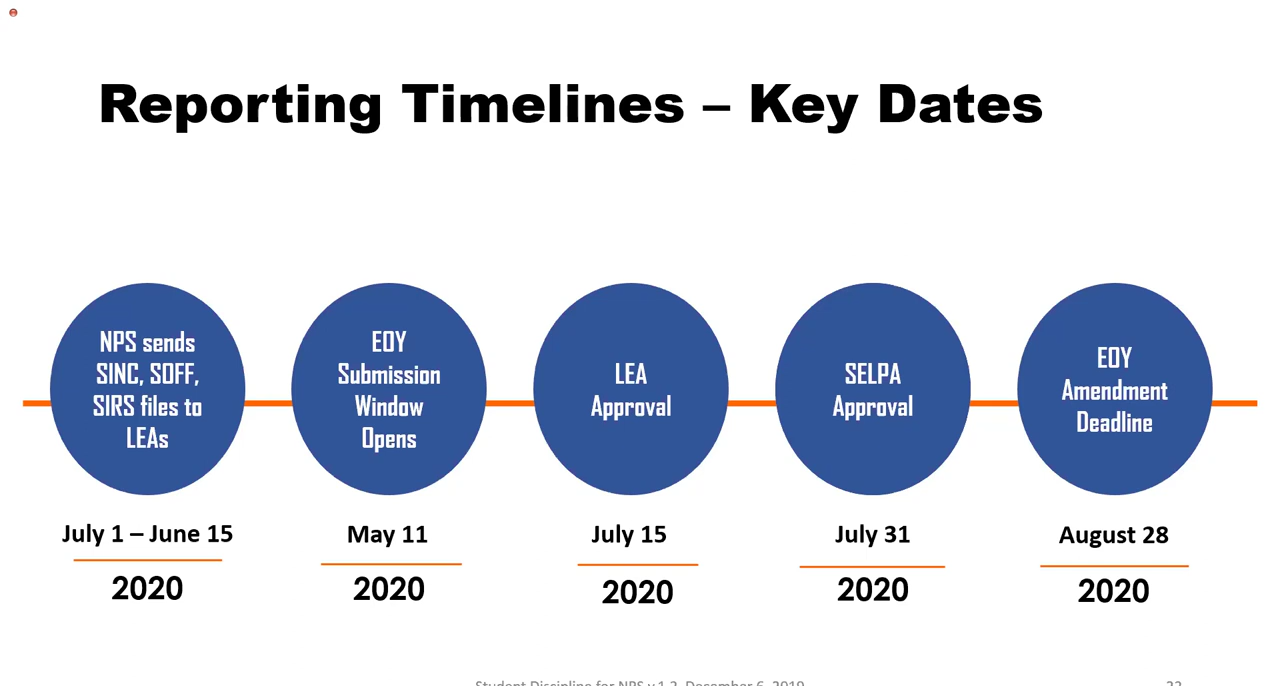 Reporting Timelines – Key Dates
NPS sends
SINC, SOFF,
SIRS files to
LEAs
July 1 – June 15
2020
EOY
Submission
Window
Opens
May 11
2020
LEA
Approval
July 15
2020
SELPA
Approval
July 31
2020
EOY
Amendment
Deadline
August 28
2020
Student Discipline for NPS v.1.2, December 6, 2019